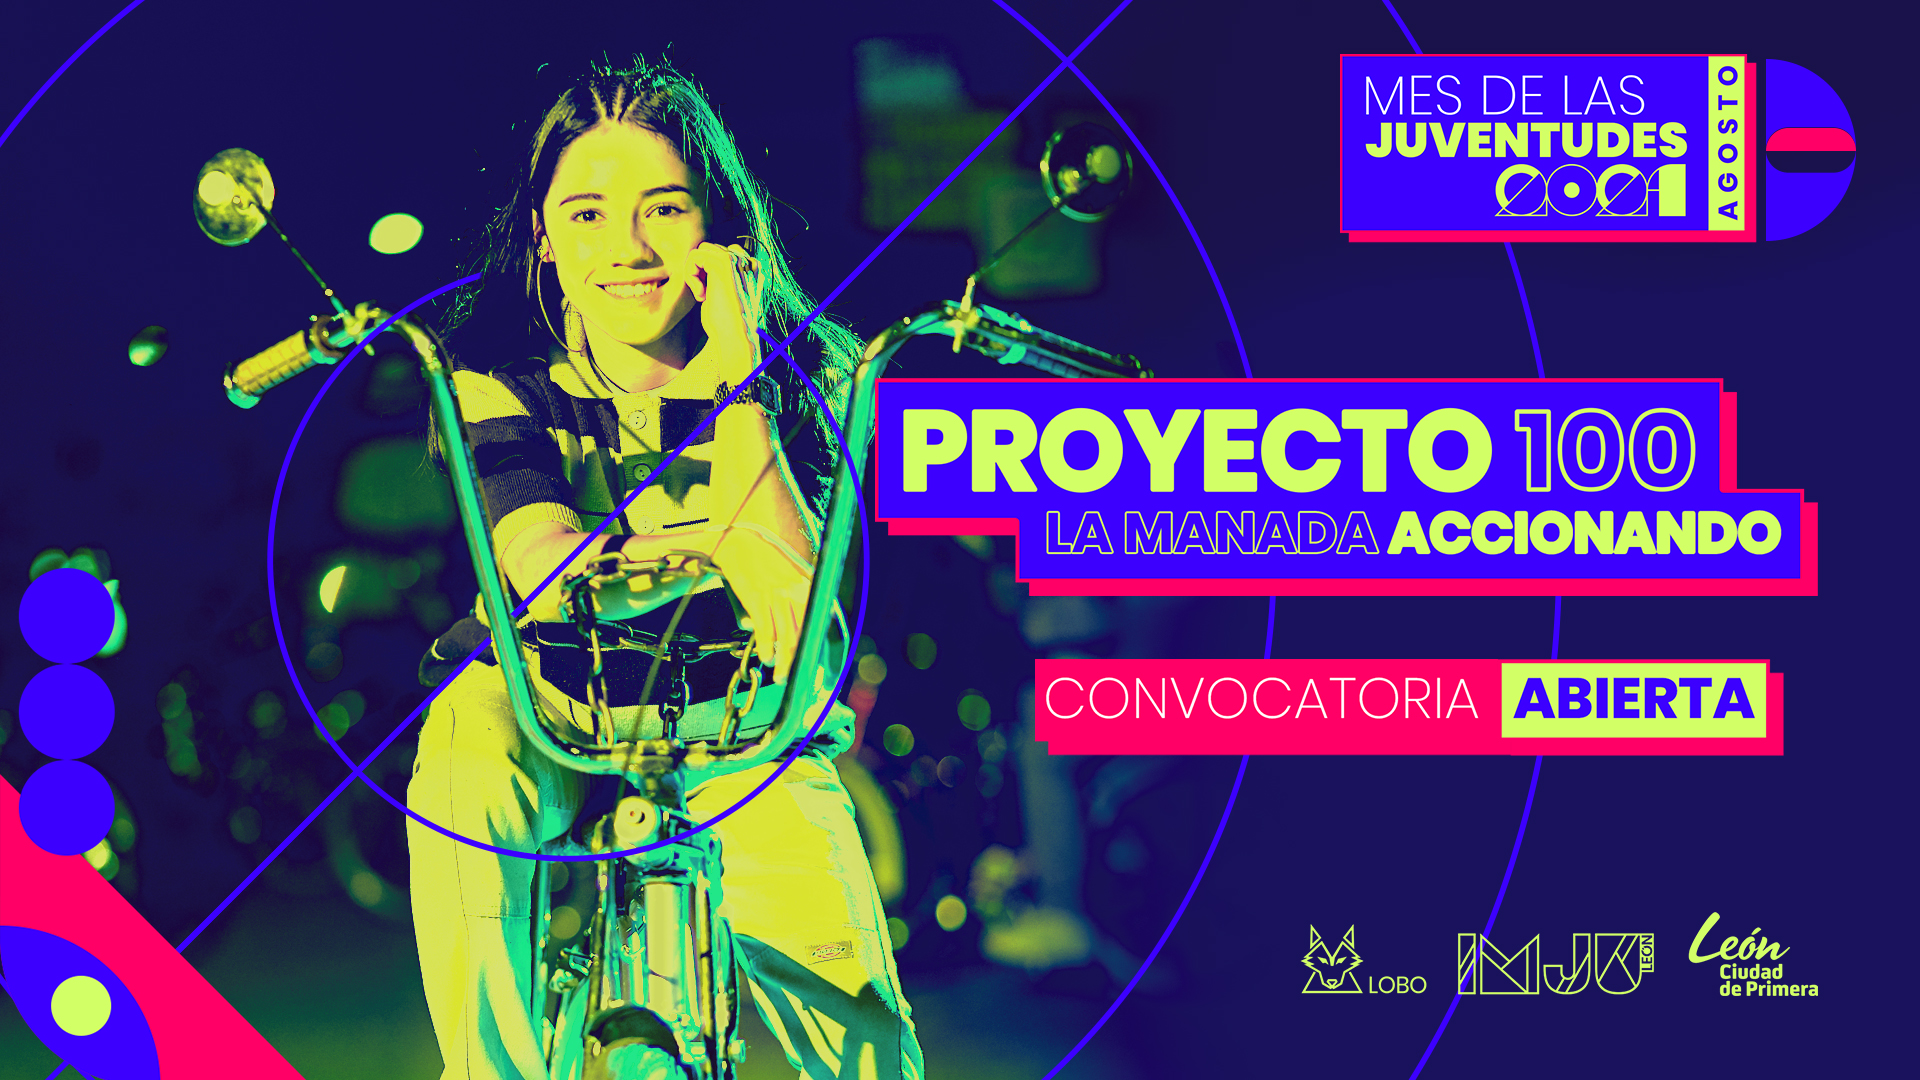 MES DE LAS
JUVENTUDES
2021
AGOSTO
PROYECTO 100
LA MANADA ACCIONANDO
CONVOCATORIA ABIERTA
LOBO
IMJU LEÓN
León
Ciudad
de Primera